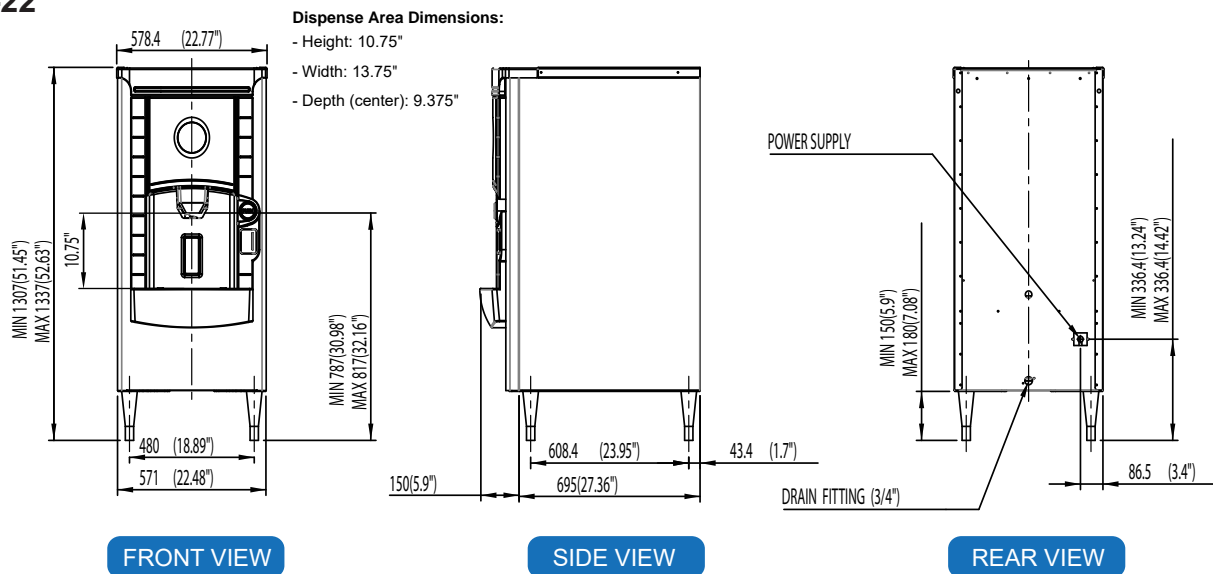 22
Dispense Area Dimensions:
- Height: 10.75"
- Width: 13.75"
- Depth (center): 9.375"
578.4 (22.77")
MIN 1307(51.45")
MAX 1337(52.63")
10.75"
MIN 787(30.98")
MAX 817(32.16")
480 (18.89")
571 (22.48")
608.4 (23.95")
43.4 (1.7")
150(5.9")
695(27.36")
POWER SUPPLY
MIN 150(5.9")
MAX 180(7.08")
MIN 336.4(13.24")
MAX 336.4(14.42")
86.5 (3.4")
DRAIN FITTING (3/4")
FRONT VIEW
SIDE VIEW
REAR VIEW